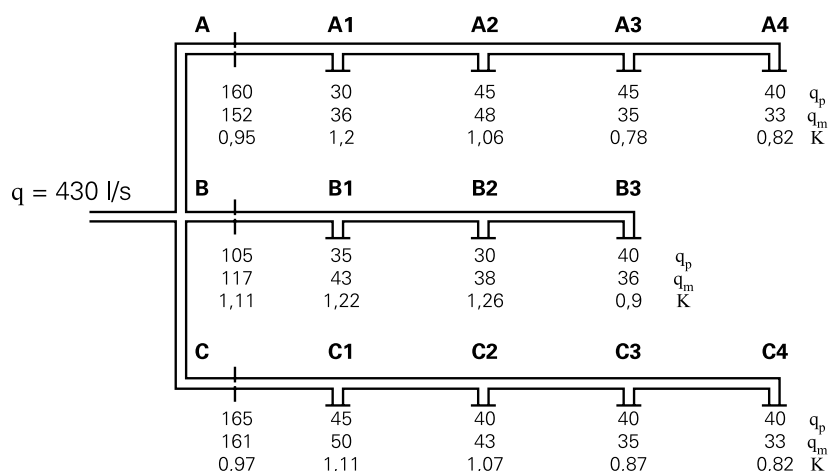 A A1 A2 A3 A4
160 30 45 45 40 qp
152 36 48 35 33 qm
0,95 1,2 1,06 0,78 0,82 K
q = 430 l/s
B B1 B2 B3
105 35 30 40 qp
117 43 38 36 qm
1,11 1,22 1,26 0,9 K
C C1 C2 C3 C4
165 45 40 40 40 qp
161 50 43 35 33 qm
0,97 1,11 1,07 0,87 0,82 K